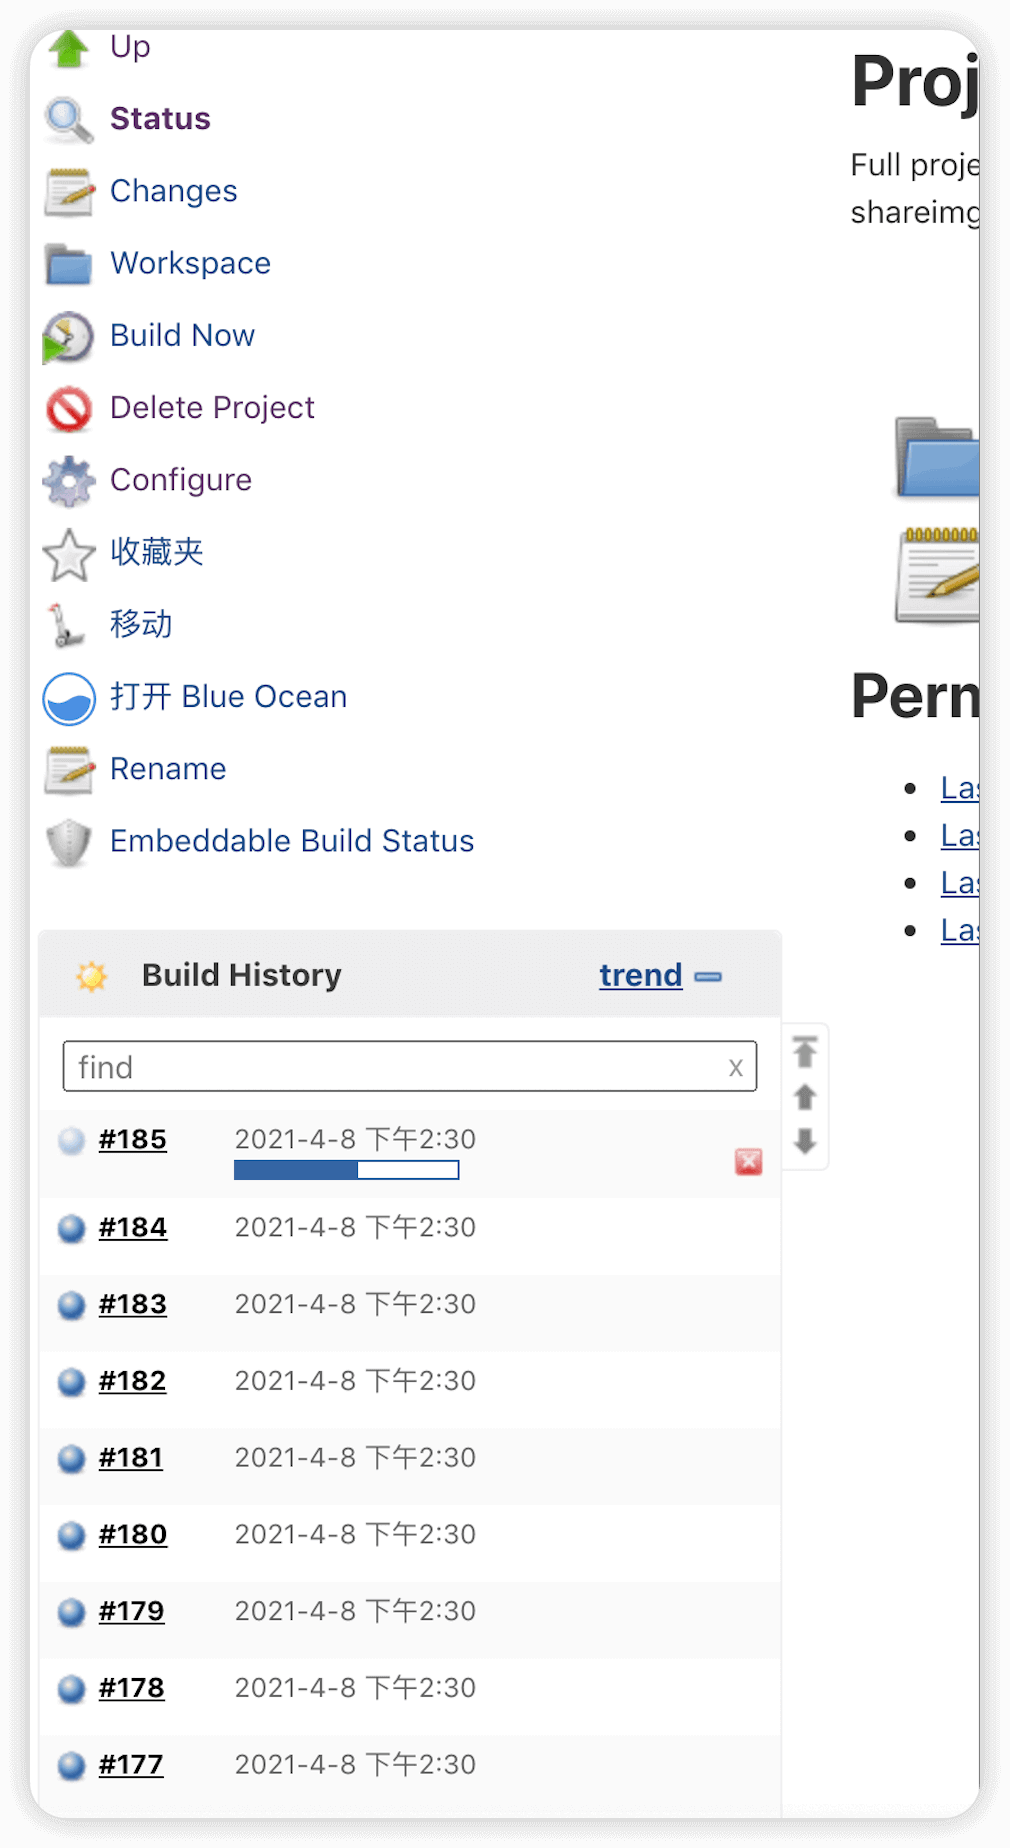 Up
Status
Changes
Workspace
Build Now
Delete Project
Configure
收藏夹
移动
打开 Blue Ocean
Rename
Embeddable Build Status
Build History
trend
find
x
#185 2021-4-8 下午2:30
#184 2021-4-8 下午2:30
#183 2021-4-8 下午2:30
#182 2021-4-8 下午2:30
#181 2021-4-8 下午2:30
#180 2021-4-8 下午2:30
#179 2021-4-8 下午2:30
#178 2021-4-8 下午2:30
#177 2021-4-8 下午2:30
Proj
Full proje
shareimg
Perm
Las
Las
Las
Las